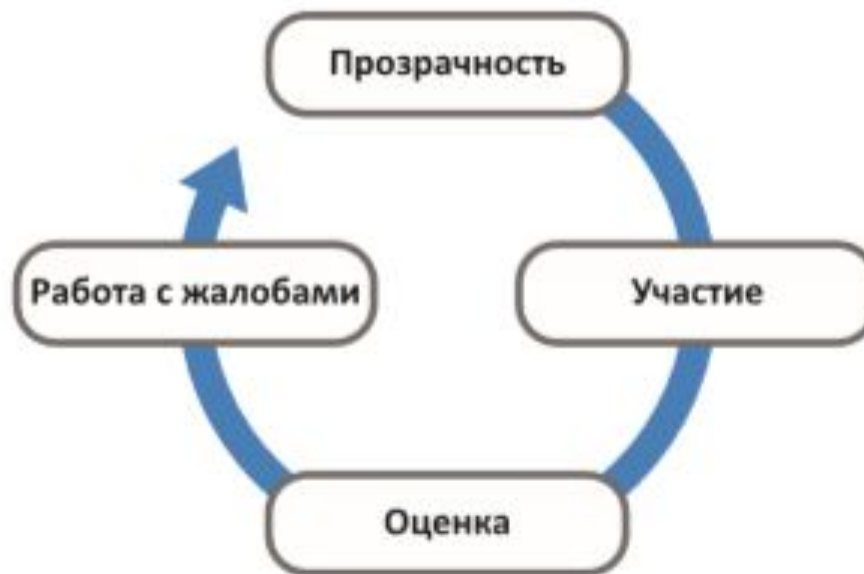 Прозрачность
Работа с жалобами
Участие
Оценка